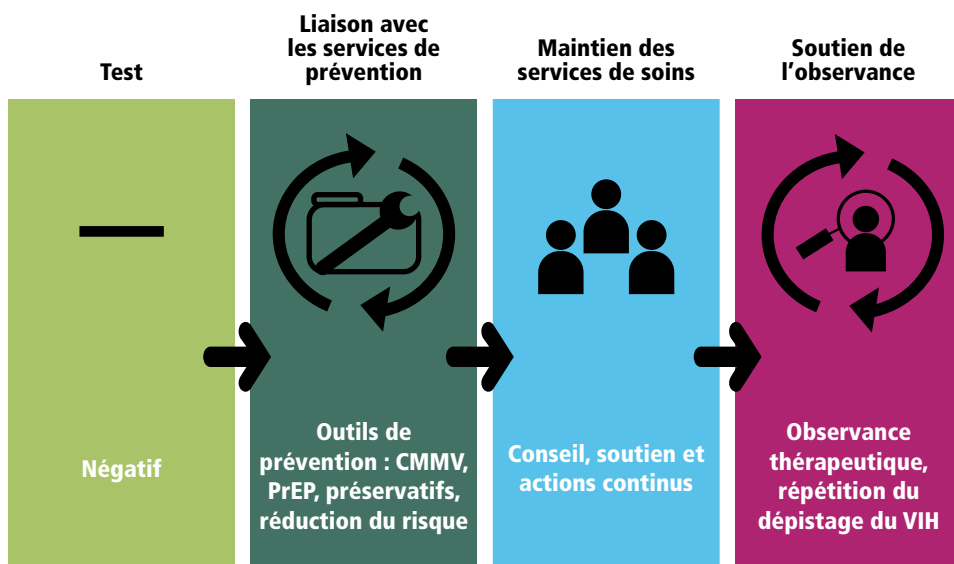 Test
Liaison avec
les services de
prévention
Maintien des
services de soins
Soutien de
l'observance
Négatif
Outils de
prévention : CMMV,
PrEP, préservatifs,
réduction du risque
Conseil, soutien et
actions continus
Observance
thérapeutique,
répétition du
dépistage du VIH